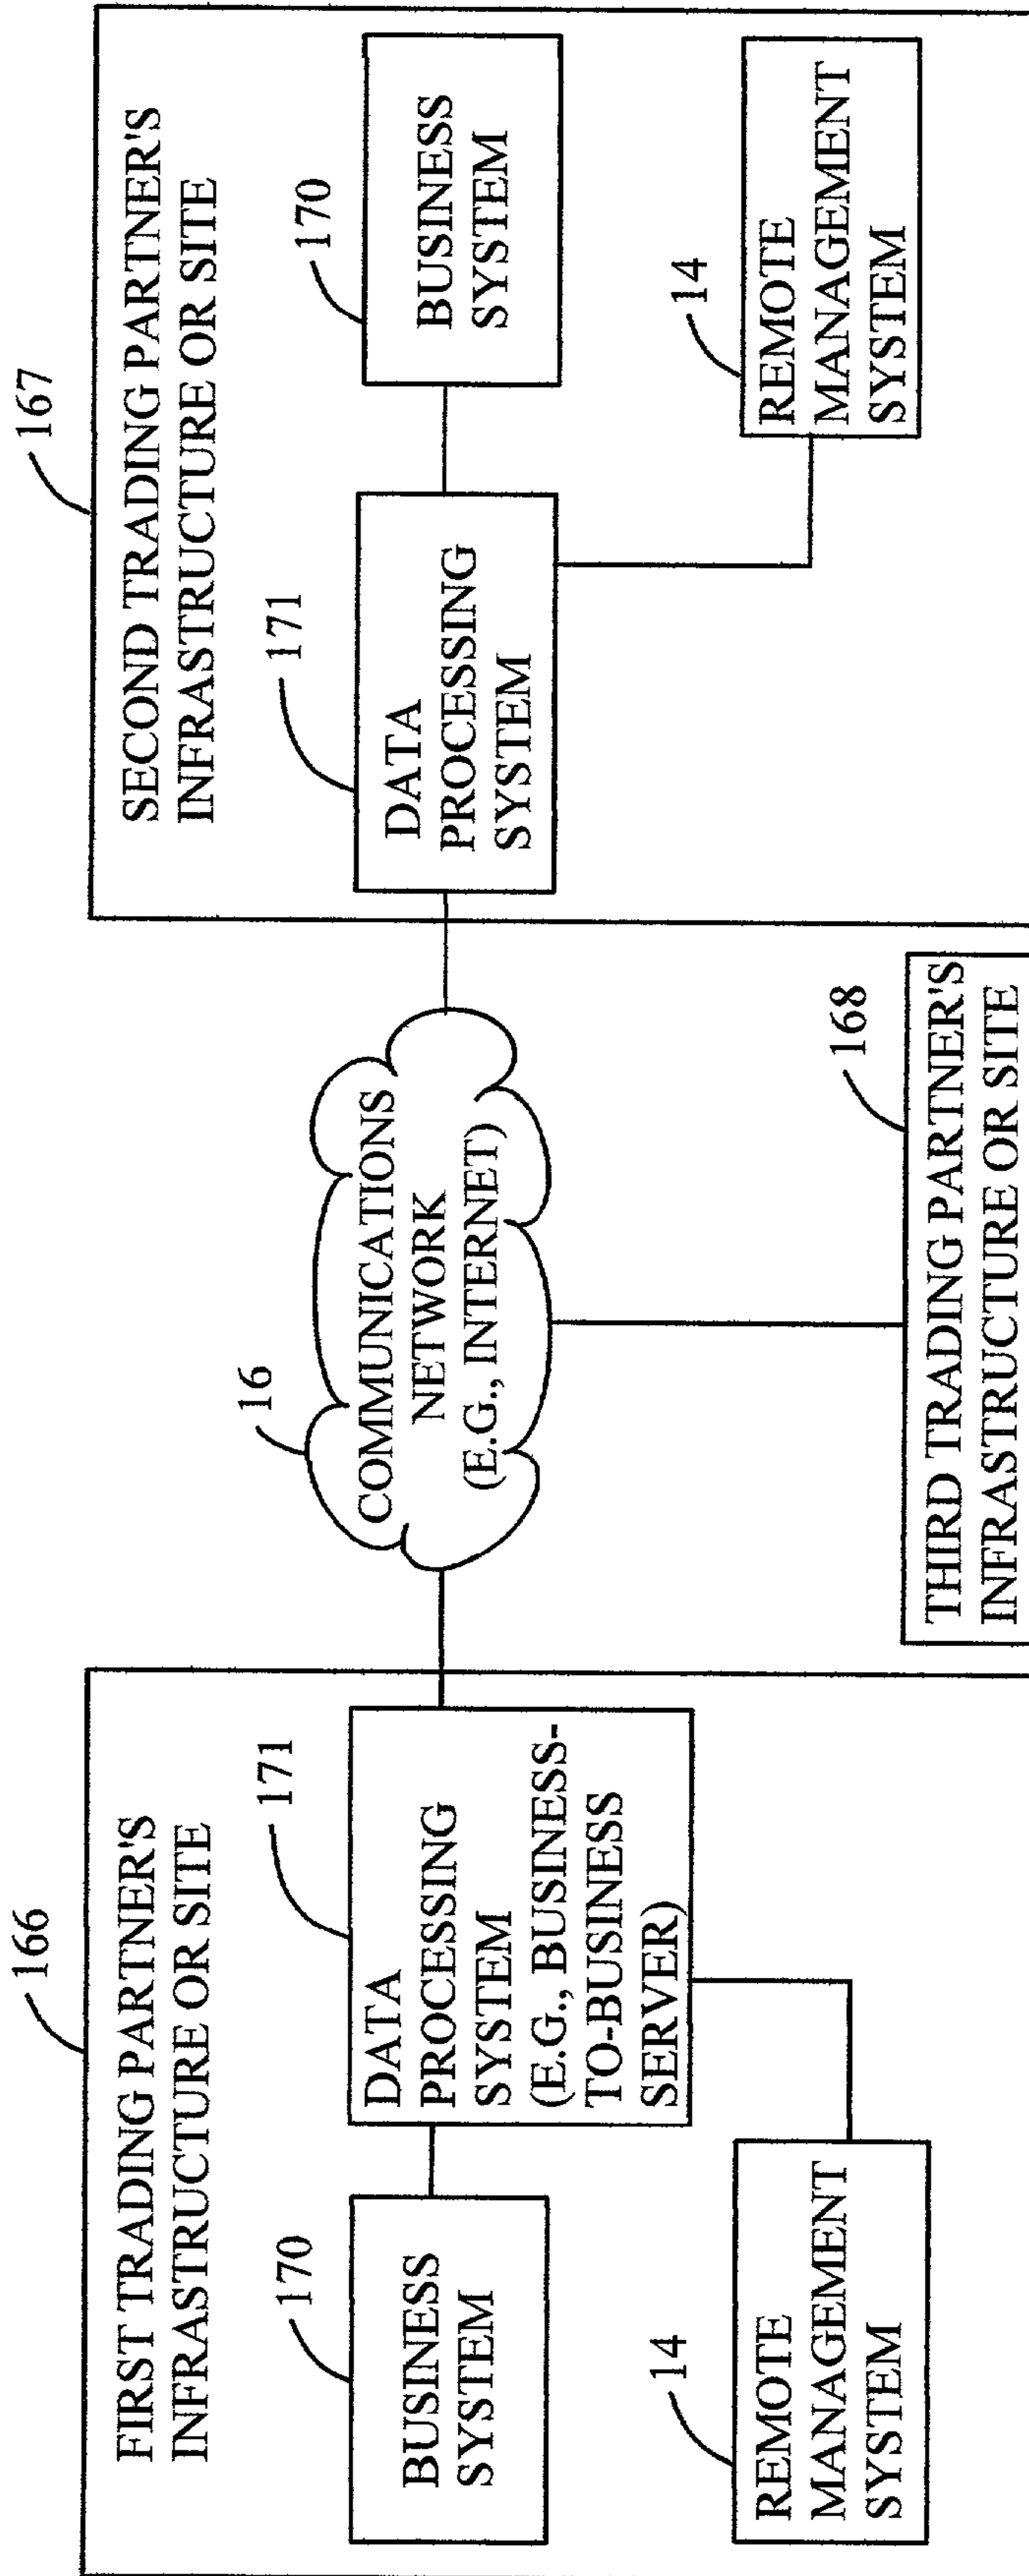 166
FIRST TRADING PARTNER'S
INFRASTRUCTURE OR SITE
170
BUSINESS
SYSTEM
171
DATA
PROCESSING
SYSTEM
(E.G., BUSINESS-
TO-BUSINESS
SERVER)
14
REMOTE
MANAGEMENT
SYSTEM
16
COMMUNICATIONS
NETWORK
(E.G., INTERNET)
168
THIRD TRADING PARTNER'S
INFRASTRUCTURE OR SITE
167
SECOND TRADING PARTNER'S
INFRASTRUCTURE OR SITE
171
DATA
PROCESSING
SYSTEM
170
BUSINESS
SYSTEM
14
REMOTE
MANAGEMENT
SYSTEM